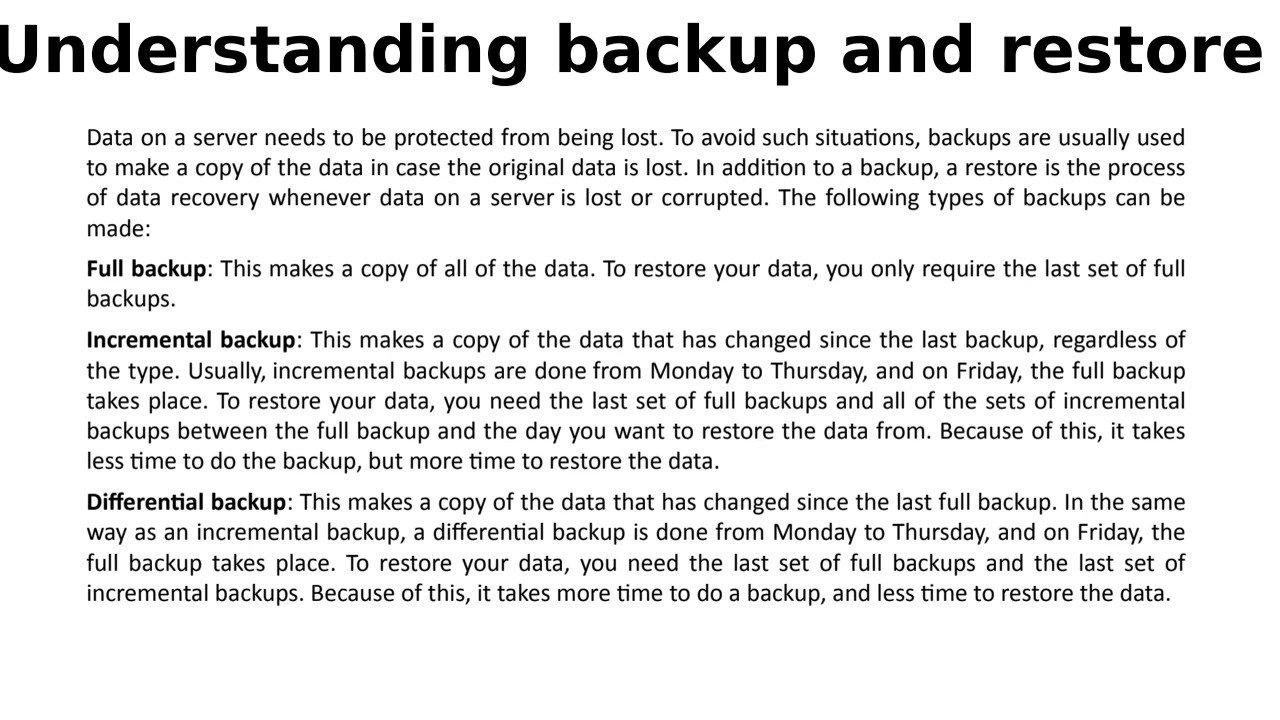 Understanding backup and restore
Data on a server needs to be protected from being lost. To avoid such situations, backups are usually used
to make a copy of the data in case the original data is lost. In addition to a backup, a restore is the process
of data recovery whenever data on a server is lost or corrupted. The following types of backups can be
made:
Full backup: This makes a copy of all of the data. To restore your data, you only require the last set of full
backups.
Incremental backup: This makes a copy of the data that has changed since the last backup, regardless of
the type. Usually, incremental backups are done from Monday to Thursday, and on Friday, the full backup
takes place. To restore your data, you need the last set of full backups and all of the sets of incremental
backups between the full backup and the day you want to restore the data from. Because of this, it takes
less time to do the backup, but more time to restore the data.
Differential backup: This makes a copy of the data that has changed since the last full backup. In the same
way as an incremental backup, a differential backup is done from Monday to Thursday, and on Friday, the
full backup takes place. To restore your data, you need the last set of full backups and the last set of
incremental backups. Because of this, it takes more time to do a backup, and less time to restore the data.